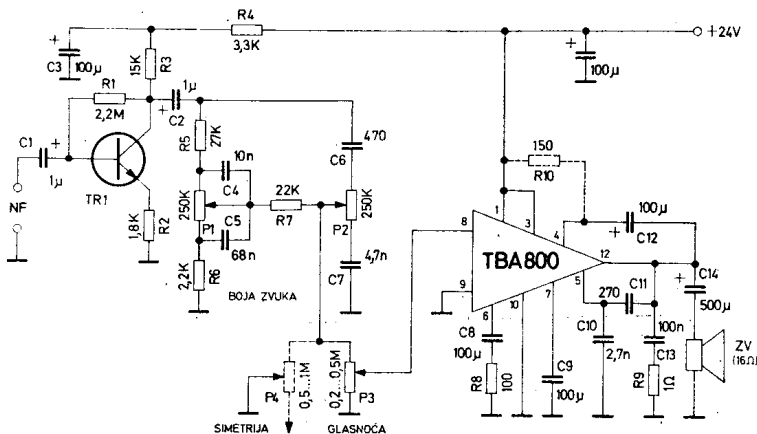 R4
3,3K
+24V
+
C3
100µ
15K
R3
+
100µ
R1
2,2M
+
1µ
C2
R5
27K
470
C6
150
R10
C1
+
1µ
TR1
NF
1,8K
R2
10n
C4
250K
P1
C5
68n
22K
R7
250K
P2
4,7n
C7
2,2K
R6
BOJA ZVUKA
1
3
8
TBA800
4
12
9
6
10
7
5
100µ
+
C12
+
C14
500µ
270
C11
C8
100µ
R8
100
C9
100µ
C10
2,7n
100n
C13
R9
1Ω
ZV
(16Ω)
P4
0,5...1M
0,2...0,5M
P3
SIMETRIJA
GLASNOĆA